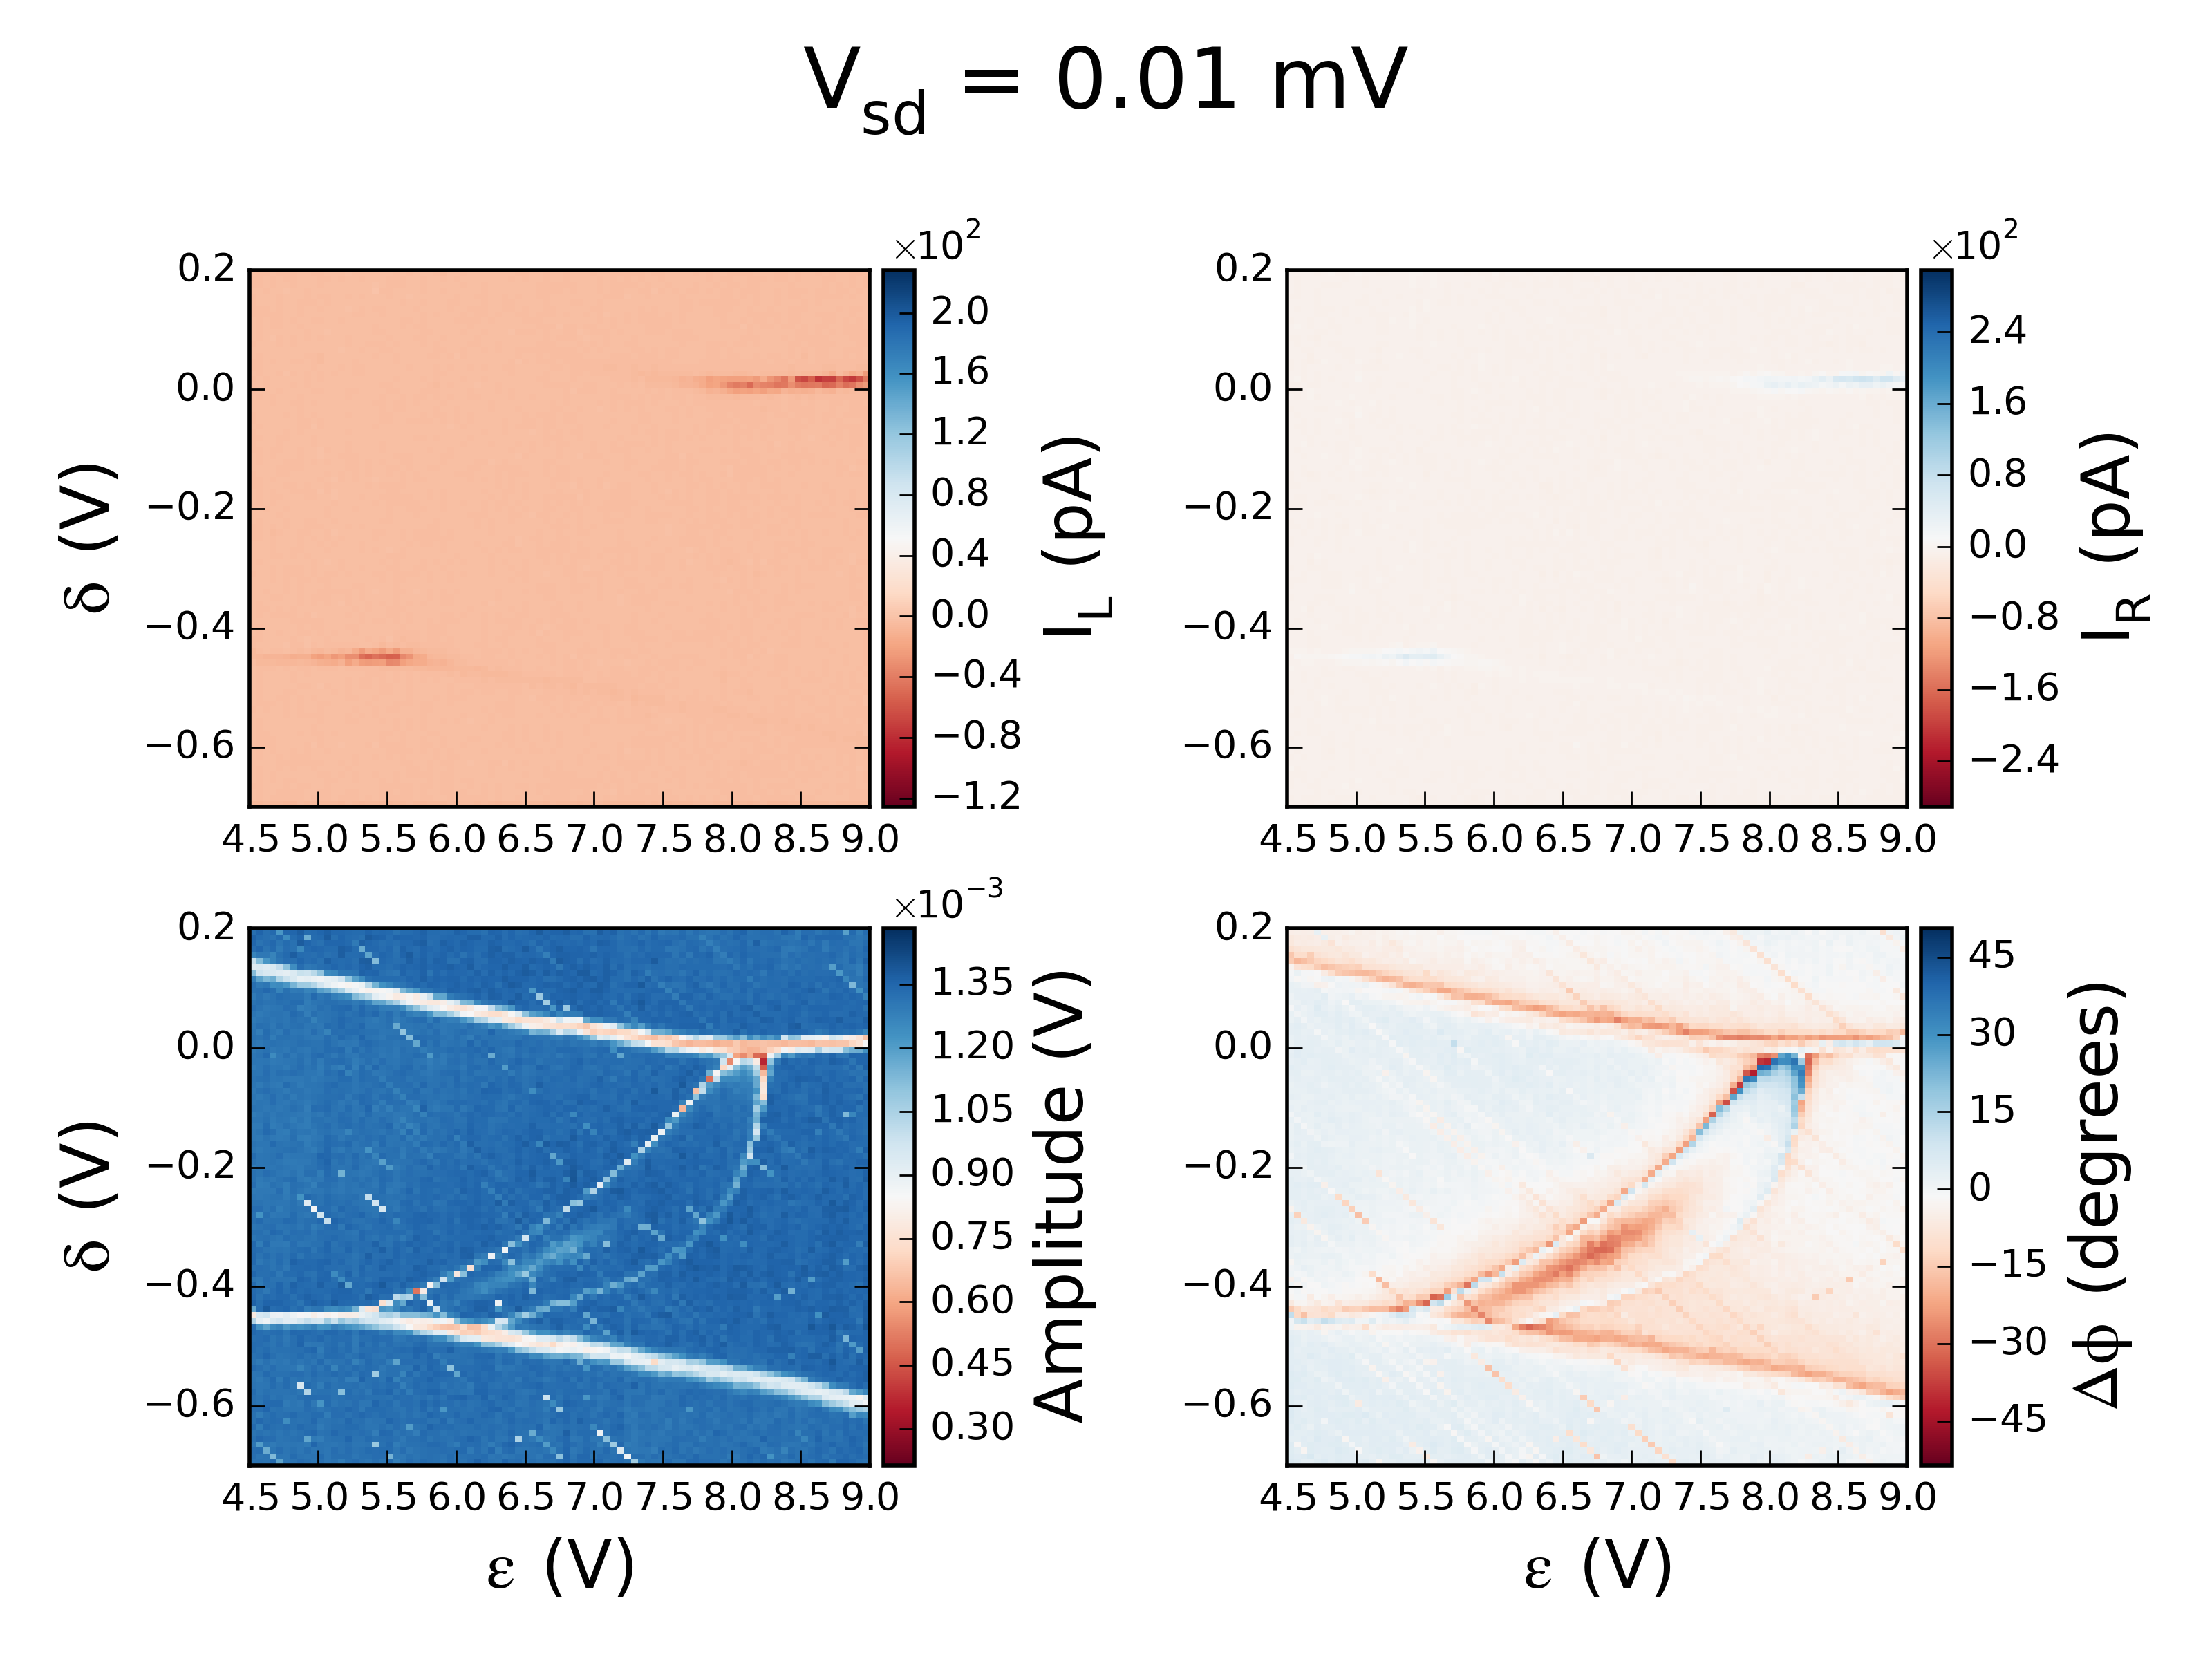 V_sd = 0.01 mV
×10² ×10²
0.2 0.0 −0.2 −0.4 −0.6
δ (V)
4.5 5.0 5.5 6.0 6.5 7.0 7.5 8.0 8.5 9.0
2.0 1.6 1.2 0.8 0.4 0.0 −0.4 −0.8 −1.2
I_L (pA)
0.2 0.0 −0.2 −0.4 −0.6
4.5 5.0 5.5 6.0 6.5 7.0 7.5 8.0 8.5 9.0
2.4 1.6 0.8 0.0 −0.8 −1.6 −2.4
I_R (pA)
×10⁻³
0.2 0.0 −0.2 −0.4 −0.6
δ (V)
4.5 5.0 5.5 6.0 6.5 7.0 7.5 8.0 8.5 9.0
ε (V)
1.35 1.20 1.05 0.90 0.75 0.60 0.45 0.30
Amplitude (V)
0.2 0.0 −0.2 −0.4 −0.6
4.5 5.0 5.5 6.0 6.5 7.0 7.5 8.0 8.5 9.0
ε (V)
45 30 15 0 −15 −30 −45
Δϕ (degrees)